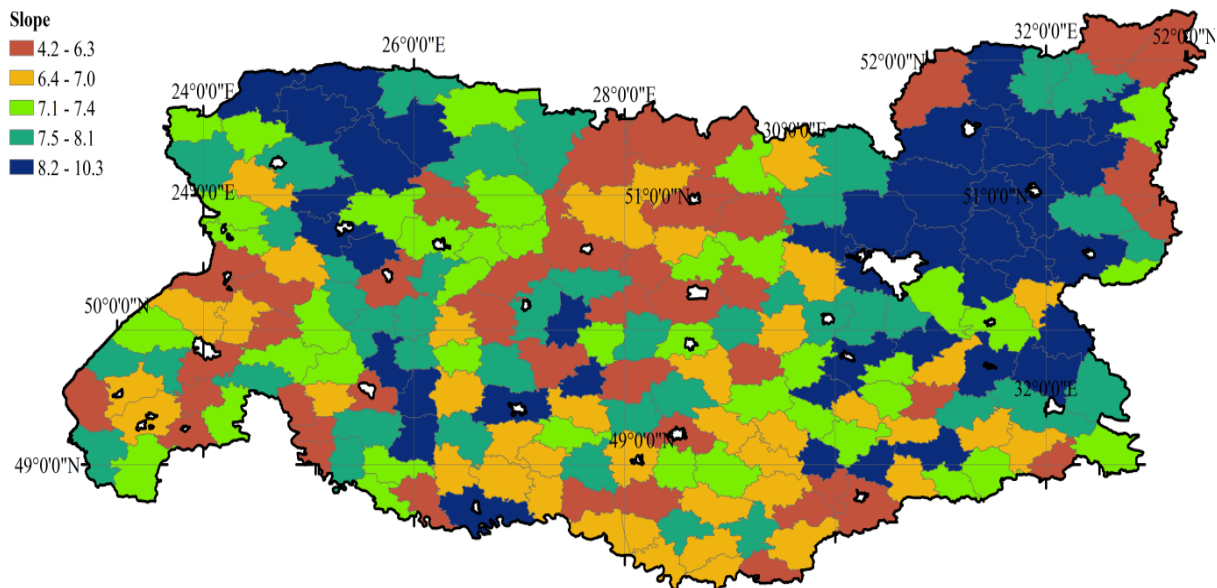 Slope
4.2 - 6.3
6.4 - 7.0
7.1 - 7.4
7.5 - 8.1
8.2 - 10.3
32°0'0"E
52°0'0"N
26°0'0"E
52°0'0"N
24°0'0"E
28°0'0"E
30°0'0"E
24°0'0"E
51°0'0"N
51°0'0"N
50°0'0"N
32°0'0"E
49°0'0"N
49°0'0"N